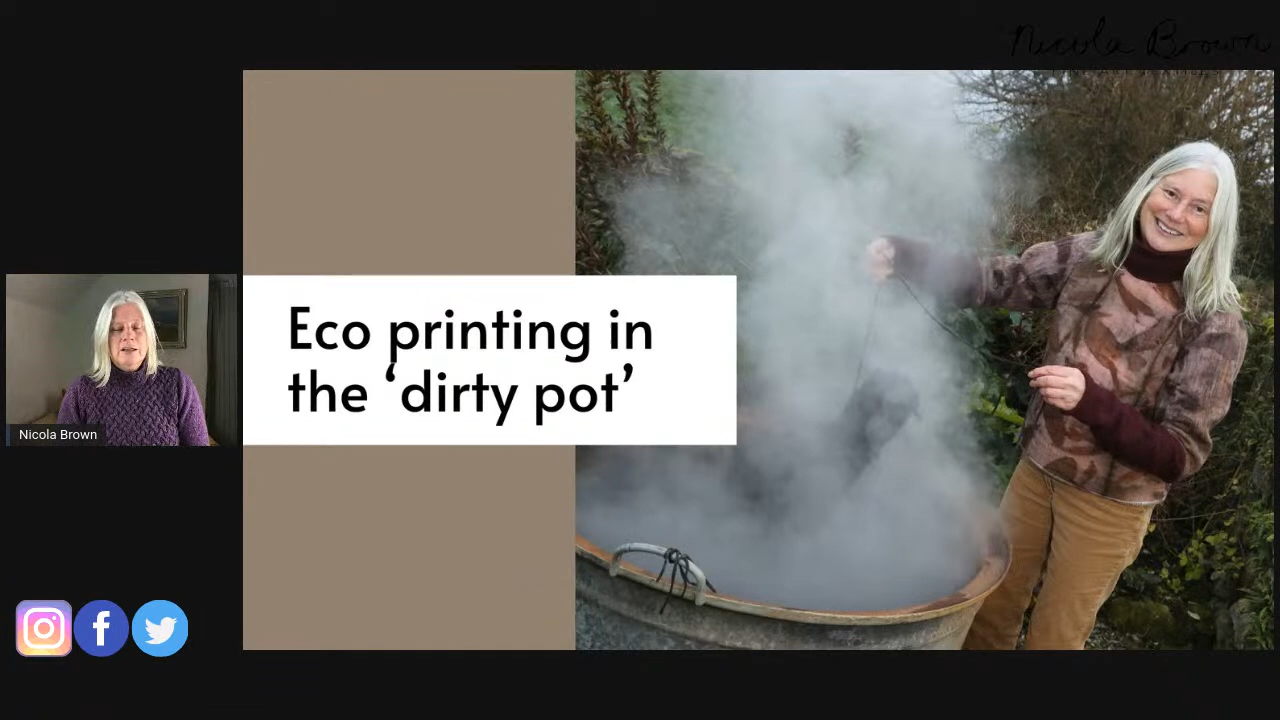 Nicola Brown
Eco printing in
the ‘dirty pot’
Nicola Brown